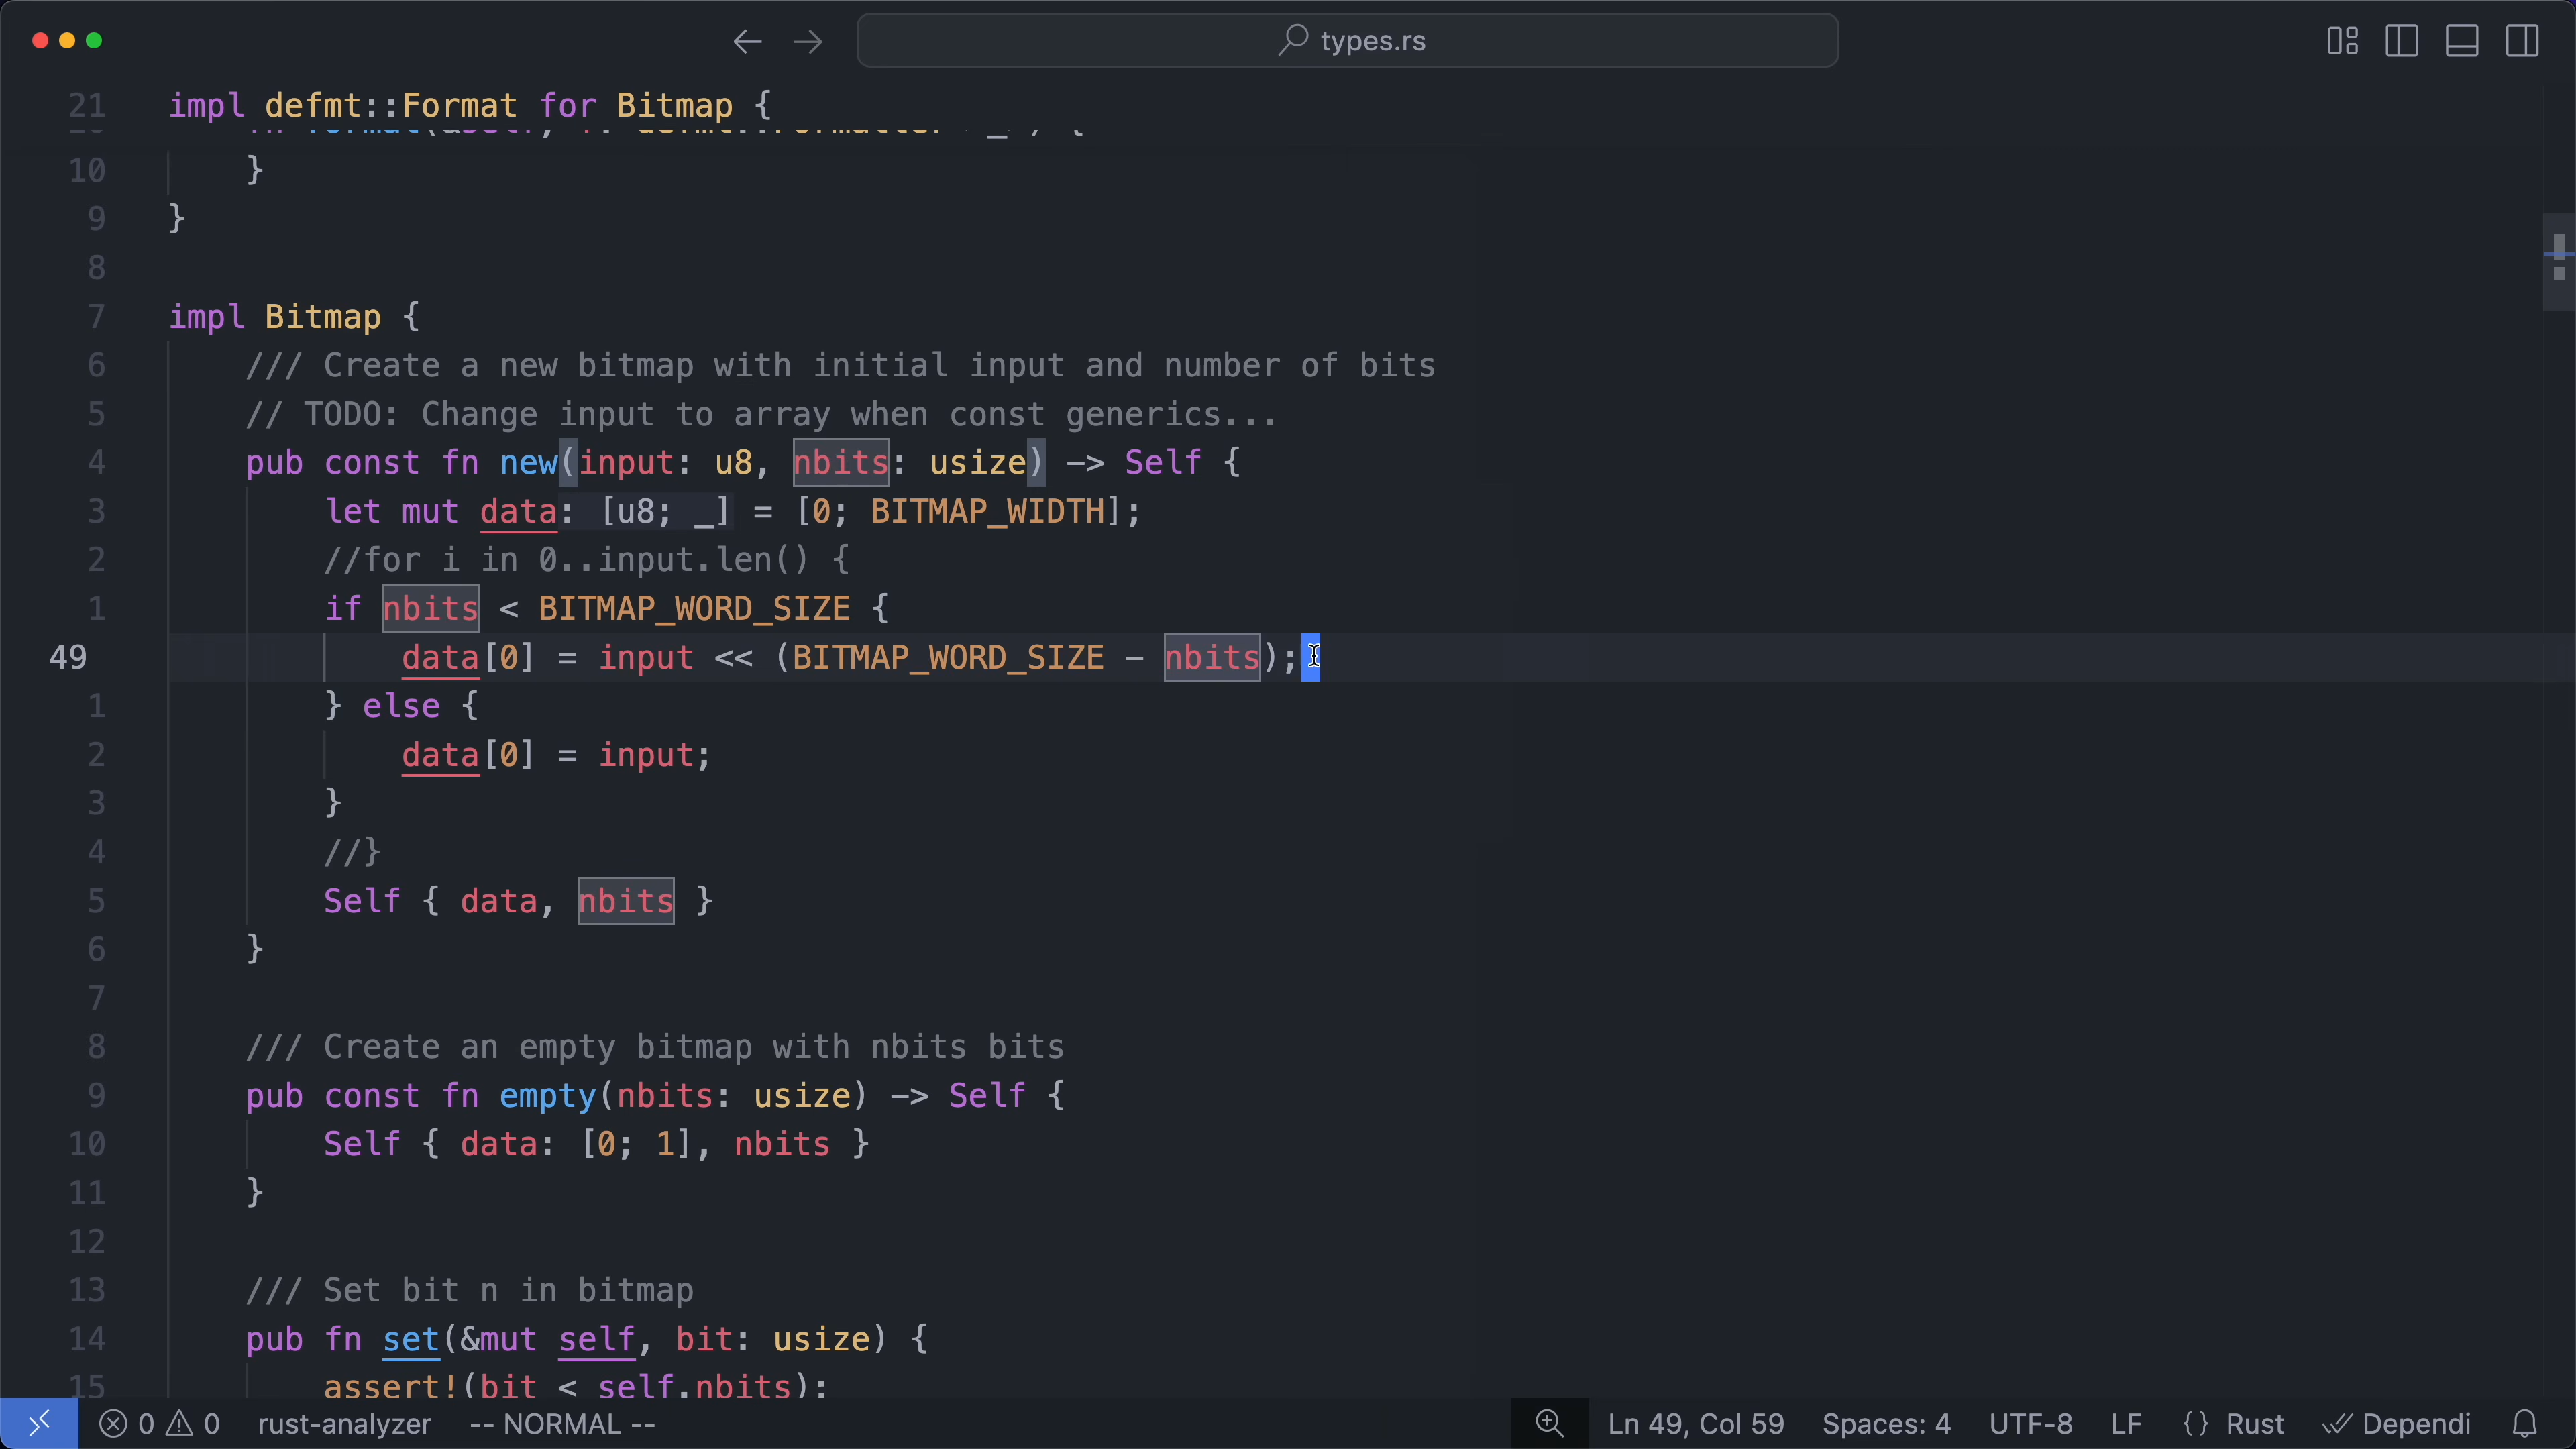 types.rs
21 impl defmt::Format for Bitmap {
10 }
9 }
8
7 impl Bitmap {
6 /// Create a new bitmap with initial input and number of bits
5 // TODO: Change input to array when const generics...
4 pub const fn new(input: u8, nbits: usize) -> Self {
3 let mut data: [u8; _] = [0; BITMAP_WIDTH];
2 //for i in 0..input.len() {
1 if nbits < BITMAP_WORD_SIZE {
49 data[0] = input << (BITMAP_WORD_SIZE - nbits);
1 } else {
2 data[0] = input;
3 }
4 //}
5 Self { data, nbits }
6 }
7
8 /// Create an empty bitmap with nbits bits
9 pub const fn empty(nbits: usize) -> Self {
10 Self { data: [0; 1], nbits }
11 }
12
13 /// Set bit n in bitmap
14 pub fn set(&mut self, bit: usize) {
15 assert!(bit < self.nbits);
0 0 rust-analyzer -- NORMAL -- Ln 49, Col 59 Spaces: 4 UTF-8 LF {} Rust Dependi